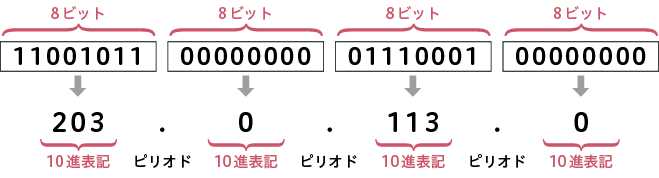 8ビット 8ビット 8ビット 8ビット
11001011 00000000 01110001 00000000
203 . 0 . 113 . 0
10進表記 ピリオド 10進表記 ピリオド 10進表記 ピリオド 10進表記